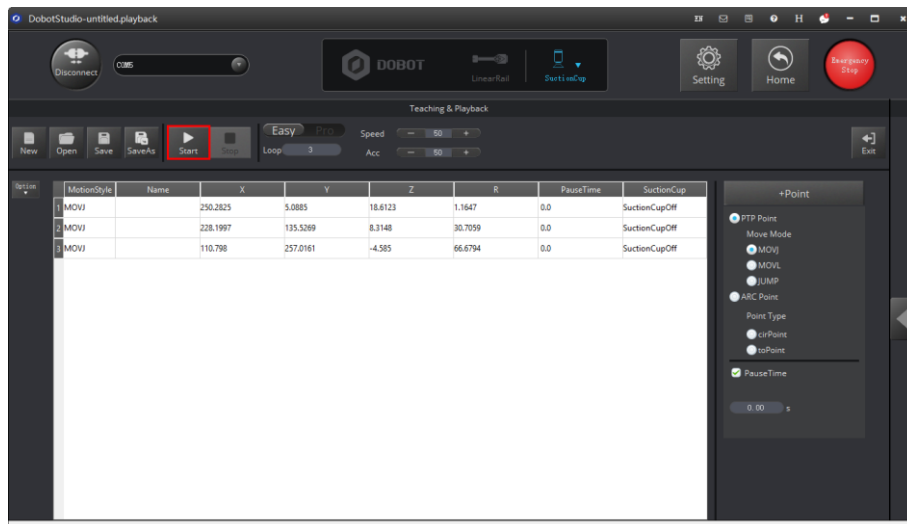 DobotStudio-untitled.playback
H
Disconnect
COM5
DOBOT
LinearRail
SuctionCup
Setting
Home
Emergency Stop
Teaching & Playback
New
Open
Save
SaveAs
Start
Stop
Easy Pro
Loop 3
Speed − 50 +
Acc − 50 +
Exit
Option
MotionStyle Name X Y Z R PauseTime SuctionCup
1 MOVJ 250.2825 5.0885 18.6123 1.1647 0.0 SuctionCupOff
2 MOVJ 228.1997 135.5269 8.3148 30.7059 0.0 SuctionCupOff
3 MOVJ 110.798 257.0161 -4.585 66.6794 0.0 SuctionCupOff
+Point
PTP Point
Move Mode
MOVJ
MOVL
JUMP
ARC Point
Point Type
cirPoint
toPoint
PauseTime
0.00 s